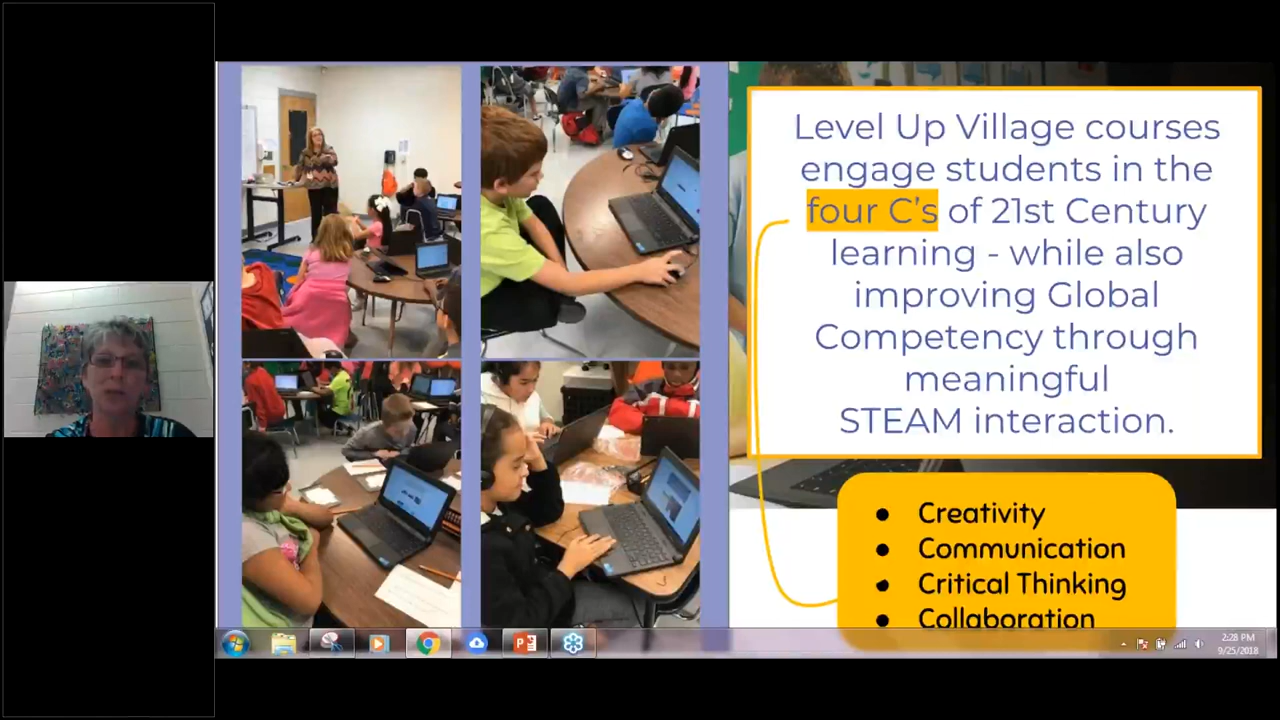 Level Up Village courses
engage students in the
four C's of 21st Century
learning - while also
improving Global
Competency through
meaningful
STEAM interaction.
● Creativity
● Communication
● Critical Thinking
● Collaboration
2:28 PM
9/25/2018